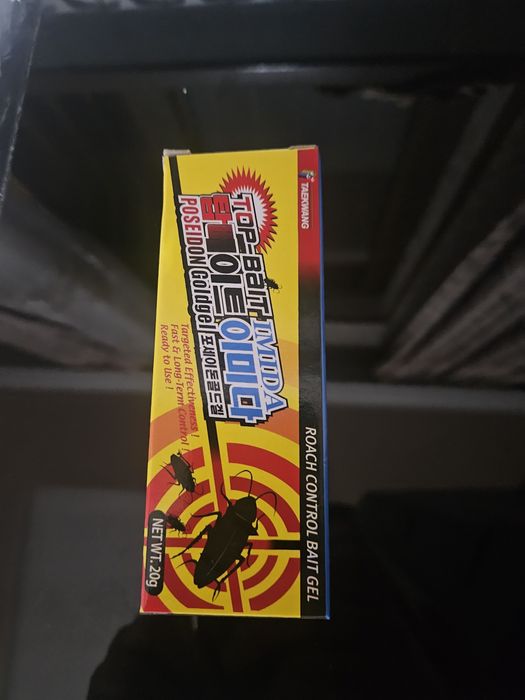 TAEKWANG
TOP-BAIT IMIDA
탑베이트 이미다
POSEIDON Goldgel 포세이돈골드겔
Targeted Effectiveness !
Fast & Long-Term Control !
Ready to Use !
ROACH CONTROL BAIT GEL
NET WT. 20g